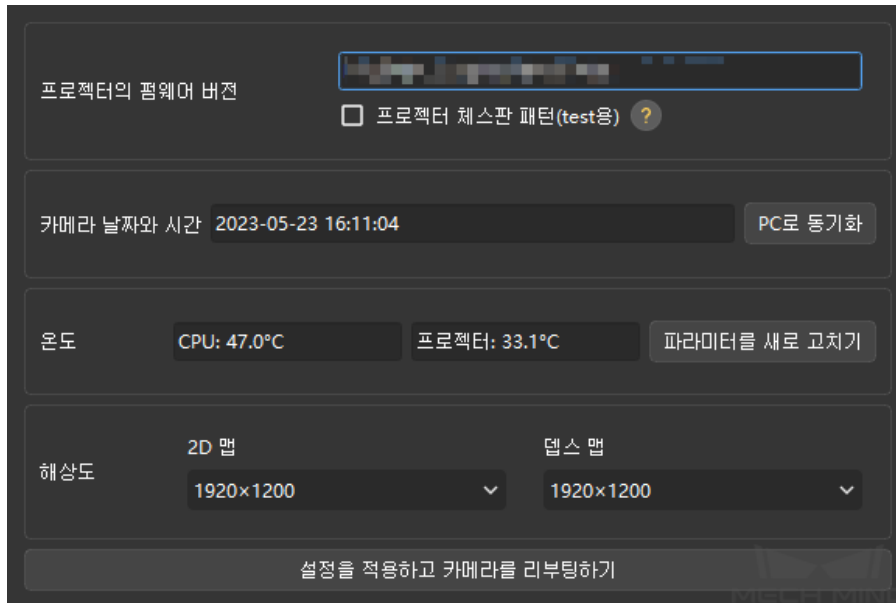 프로젝터의 펌웨어 버전
프로젝터 체스판 패턴(test용) ?
카메라 날짜와 시간 2023-05-23 16:11:04 PC로 동기화
온도 CPU: 47.0°C 프로젝터: 33.1°C 파라미터를 새로 고치기
2D 맵 뎁스 맵
해상도
1920×1200 1920×1200
설정을 적용하고 카메라를 리부팅하기
MECH MIND